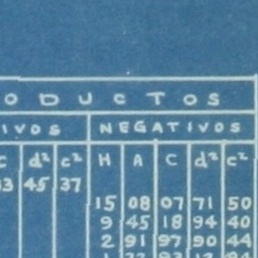 ODUCTOS
IVOS NEGATIVOS
C d² c² H A C d² c²
33 45 37
15 08 07 71 50
9 45 18 94 40
2 91 97 90 44